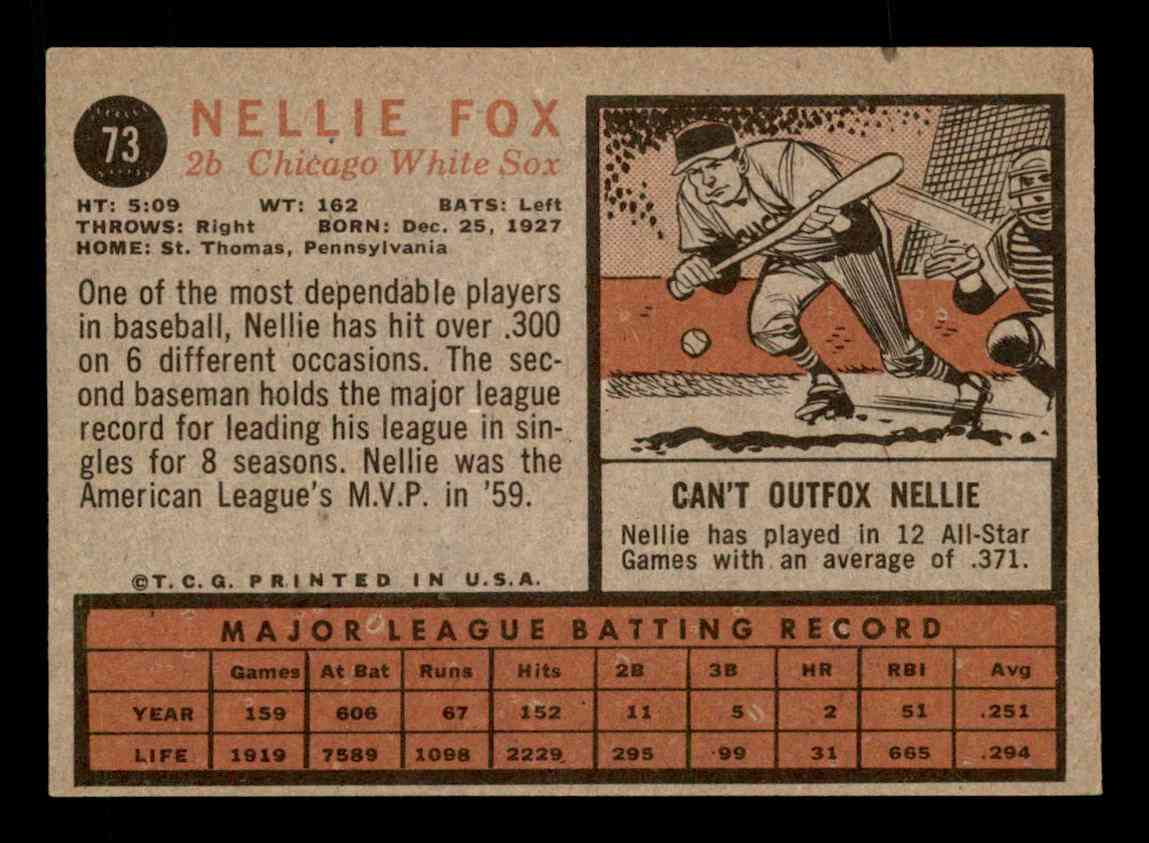 73
NELLIE FOX
2b Chicago White Sox
HT: 5:09 WT: 162 BATS: Left
THROWS: Right BORN: Dec. 25, 1927
HOME: St. Thomas, Pennsylvania
One of the most dependable players
in baseball, Nellie has hit over .300
on 6 different occasions. The sec-
ond baseman holds the major league
record for leading his league in sin-
gles for 8 seasons. Nellie was the
American League's M.V.P. in '59.
©T.C.G. PRINTED IN U.S.A.
CHICA
CAN'T OUTFOX NELLIE
Nellie has played in 12 All-Star
Games with an average of .371.
MAJOR LEAGUE BATTING RECORD
Games At Bat Runs Hits 2B 3B HR RBI Avg
YEAR 159 606 67 152 11 5 2 51 .251
LIFE 1919 7589 1098 2229 295 99 31 665 .294